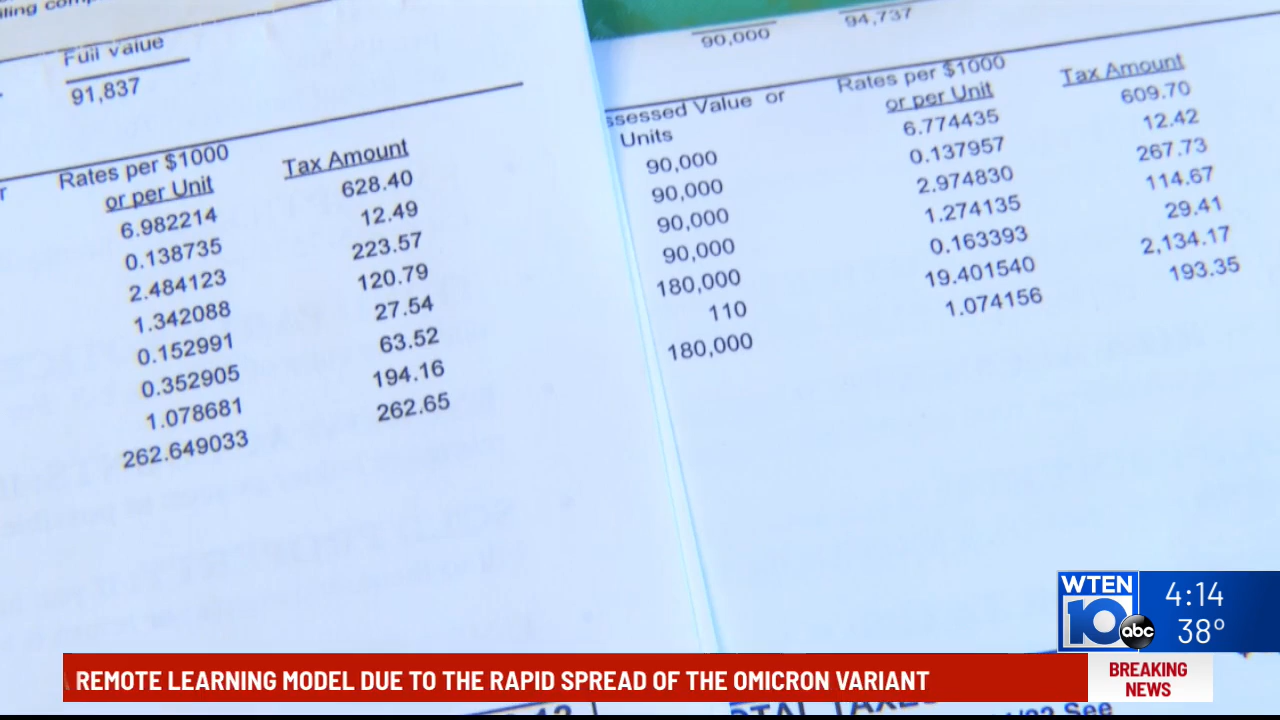 Full value
91,837
Rates per $1000
or per Unit
Tax Amount
6.982214
628.40
0.138735
12.49
2.484123
223.57
1.342088
120.79
0.152991
27.54
0.352905
63.52
1.078681
194.16
262.649033
262.65
90,000
94,737
ssessed Value or
Units
Rates per $1000
or per Unit
Tax Amount
90,000
6.774435
609.70
90,000
0.137957
12.42
90,000
2.974830
267.73
90,000
1.274135
114.67
180,000
0.163393
29.41
110
19.401540
2,134.17
180,000
1.074156
193.35
WTEN
10
abc
4:14
38°
REMOTE LEARNING MODEL DUE TO THE RAPID SPREAD OF THE OMICRON VARIANT
BREAKING
NEWS
See